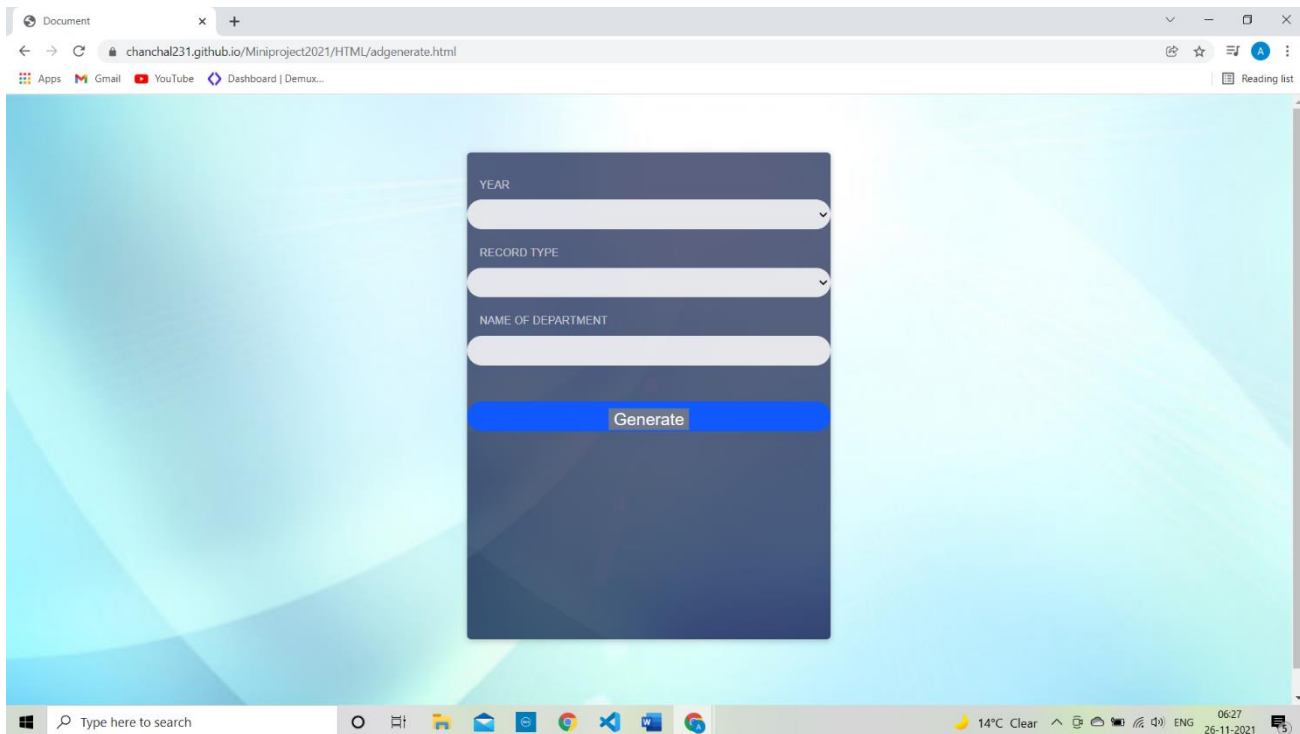 Document
chanchal231.github.io/Miniproject2021/HTML/adgenerate.html
A
Apps Gmail YouTube Dashboard | Demux... Reading list
YEAR
RECORD TYPE
NAME OF DEPARTMENT
Generate
Type here to search
14°C Clear ENG
06:27
26-11-2021
5